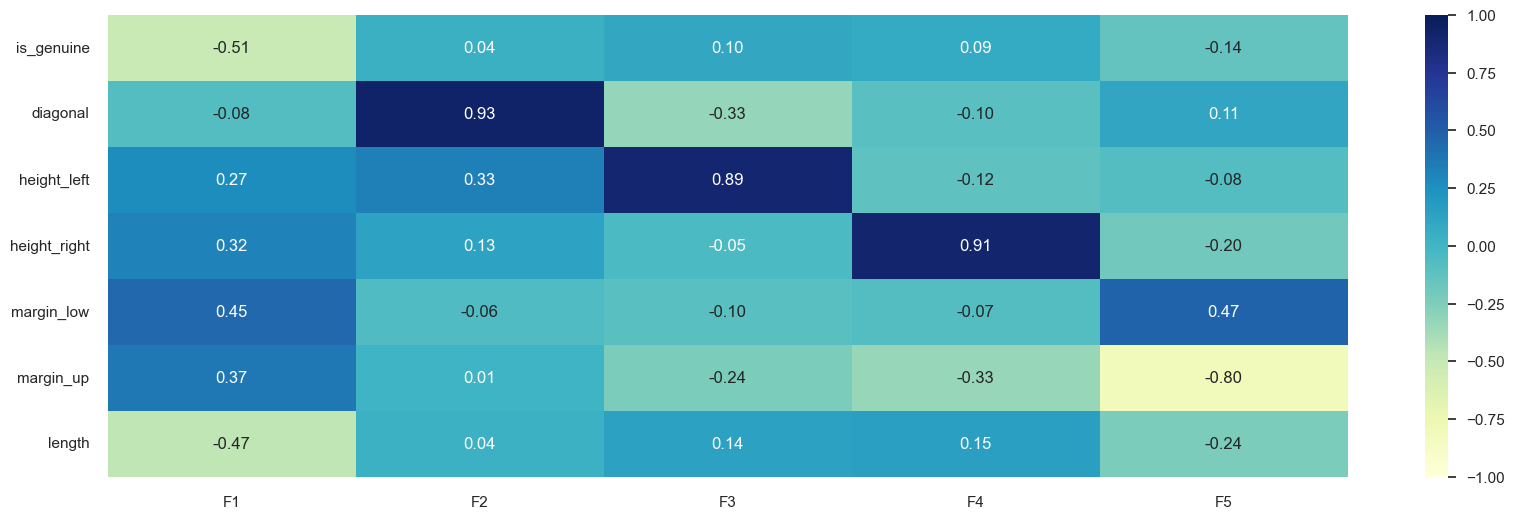 is_genuine -0.51 0.04 0.10 0.09 -0.14
diagonal -0.08 0.93 -0.33 -0.10 0.11
height_left 0.27 0.33 0.89 -0.12 -0.08
height_right 0.32 0.13 -0.05 0.91 -0.20
margin_low 0.45 -0.06 -0.10 -0.07 0.47
margin_up 0.37 0.01 -0.24 -0.33 -0.80
length -0.47 0.04 0.14 0.15 -0.24
F1 F2 F3 F4 F5
1.00
0.75
0.50
0.25
0.00
−0.25
−0.50
−0.75
−1.00